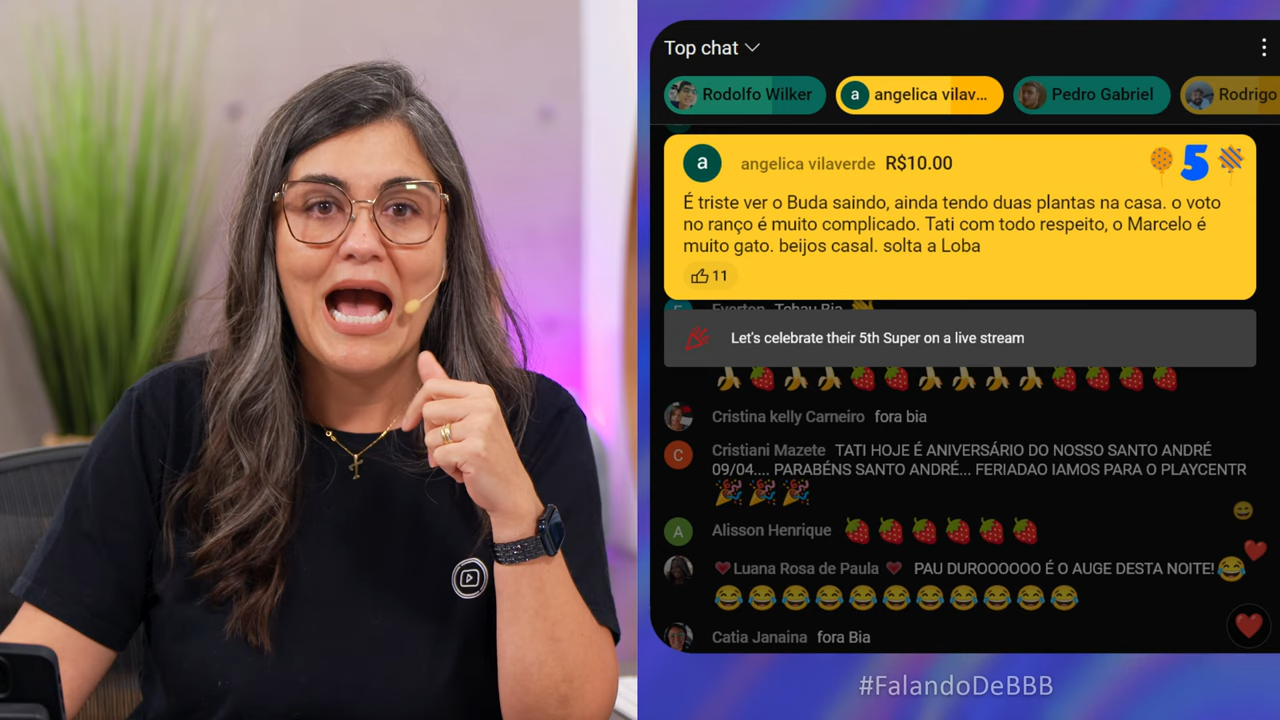 Top chat
Rodolfo Wilker
a angelica vilav...
Pedro Gabriel
Rodrigo
a
angelica vilaverde R$10.00
5
É triste ver o Buda saindo, ainda tendo duas plantas na casa. o voto
no ranço é muito complicado. Tati com todo respeito, o Marcelo é
muito gato. beijos casal. solta a Loba
11
Everton Tchau Bia
Let's celebrate their 5th Super on a live stream
Cristina kelly Carneiro fora bia
C
Cristiani Mazete TATI HOJE É ANIVERSÁRIO DO NOSSO SANTO ANDRÉ
09/04.... PARABÉNS SANTO ANDRÉ... FERIADAO IAMOS PARA O PLAYCENTR
A
Alisson Henrique
Luana Rosa de Paula PAU DUROOOOOO É O AUGE DESTA NOITE!
Catia Janaina fora Bia
#FalandoDeBBB